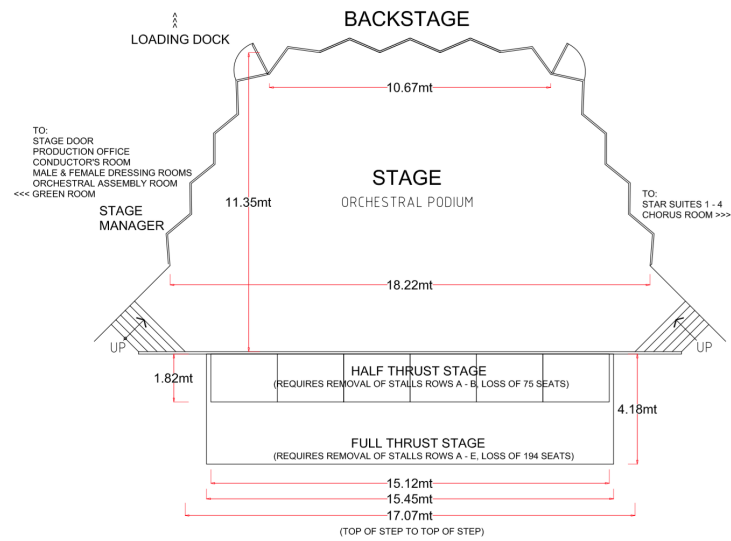 ^
^
^
LOADING DOCK
BACKSTAGE
10.67mt
TO:
STAGE DOOR
PRODUCTION OFFICE
CONDUCTOR'S ROOM
MALE & FEMALE DRESSING ROOMS
ORCHESTRAL ASSEMBLY ROOM
<<< GREEN ROOM
STAGE
MANAGER
11.35mt
STAGE
ORCHESTRAL PODIUM
TO:
STAR SUITES 1 - 4
CHORUS ROOM >>>
18.22mt
UP
UP
1.82mt
HALF THRUST STAGE
(REQUIRES REMOVAL OF STALLS ROWS A - B, LOSS OF 75 SEATS)
4.18mt
FULL THRUST STAGE
(REQUIRES REMOVAL OF STALLS ROWS A - E, LOSS OF 194 SEATS)
15.12mt
15.45mt
17.07mt
(TOP OF STEP TO TOP OF STEP)